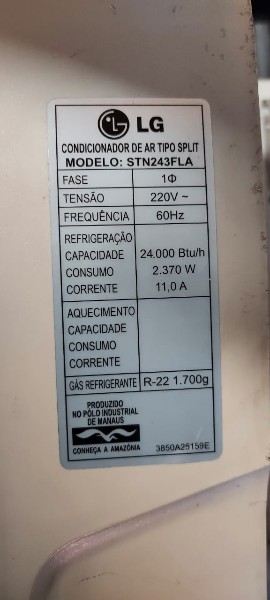 LG
CONDICIONADOR DE AR TIPO SPLIT
MODELO: STN243FLA
FASE 1Φ
TENSÃO 220V ~
FREQUÊNCIA 60Hz
REFRIGERAÇÃO
CAPACIDADE 24.000 Btu/h
CONSUMO 2.370 W
CORRENTE 11,0 A
AQUECIMENTO
CAPACIDADE
CONSUMO
CORRENTE
GÁS REFRIGERANTE R-22 1.700g
PRODUZIDO
NO PÓLO INDUSTRIAL
DE MANAUS
CONHEÇA A AMAZÔNIA
3850A25159E